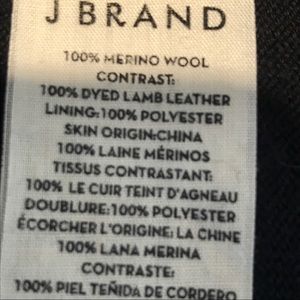 J BRAND
100% MERINO WOOL
CONTRAST:
100% DYED LAMB LEATHER
LINING:100% POLYESTER
SKIN ORIGIN:CHINA
100% LAINE MÉRINOS
TISSUS CONTRASTANT:
100% LE CUIR TEINT D'AGNEAU
DOUBLURE:100% POLYESTER
ÉCORCHER L'ORIGINE: LA CHINE
100% LANA MERINA
CONTRASTE:
100% PIEL TEÑIDA DE CORDERO